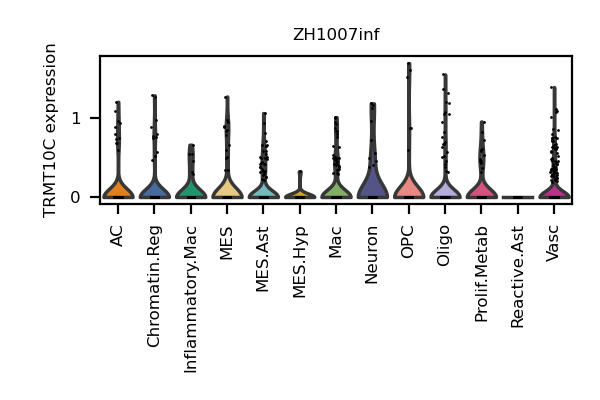 ZH1007inf
TRMT10C expression
1
0
AC
Chromatin.Reg
Inflammatory.Mac
MES
MES.Ast
MES.Hyp
Mac
Neuron
OPC
Oligo
Prolif.Metab
Reactive.Ast
Vasc